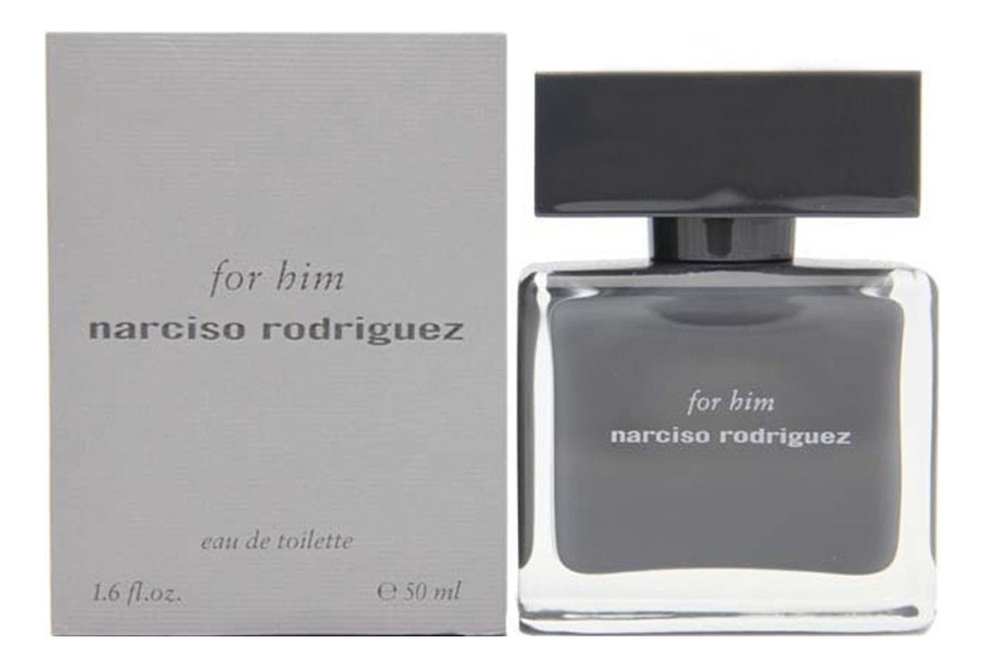 for him
narciso rodriguez
eau de toilette
1.6 fl.oz. ℮ 50 ml
for him
narciso rodriguez